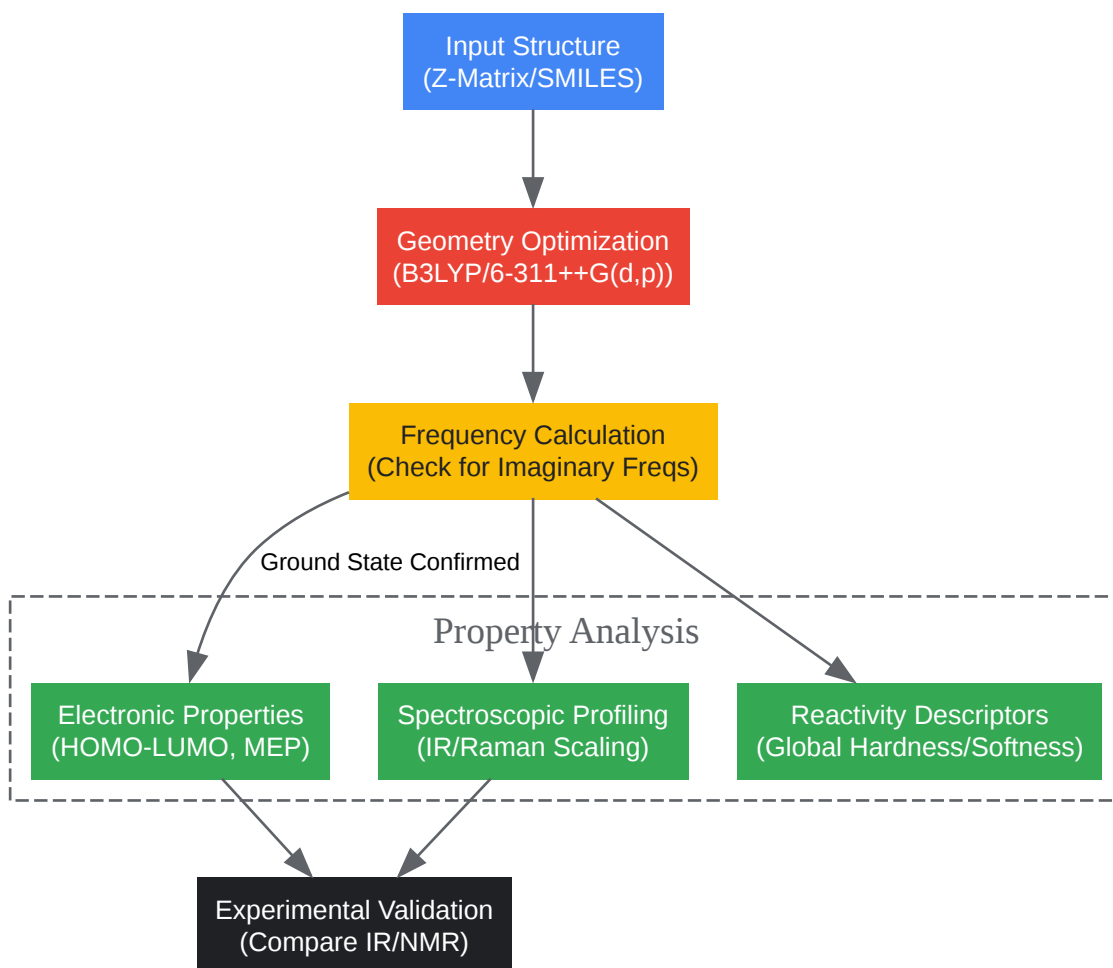 Input Structure
(Z-Matrix/SMILES)
Geometry Optimization
(B3LYP/6-311++G(d,p))
Frequency Calculation
(Check for Imaginary Freqs)
Ground State Confirmed
Property Analysis
Electronic Properties
(HOMO-LUMO, MEP)
Spectroscopic Profiling
(IR/Raman Scaling)
Reactivity Descriptors
(Global Hardness/Softness)
Experimental Validation
(Compare IR/NMR)